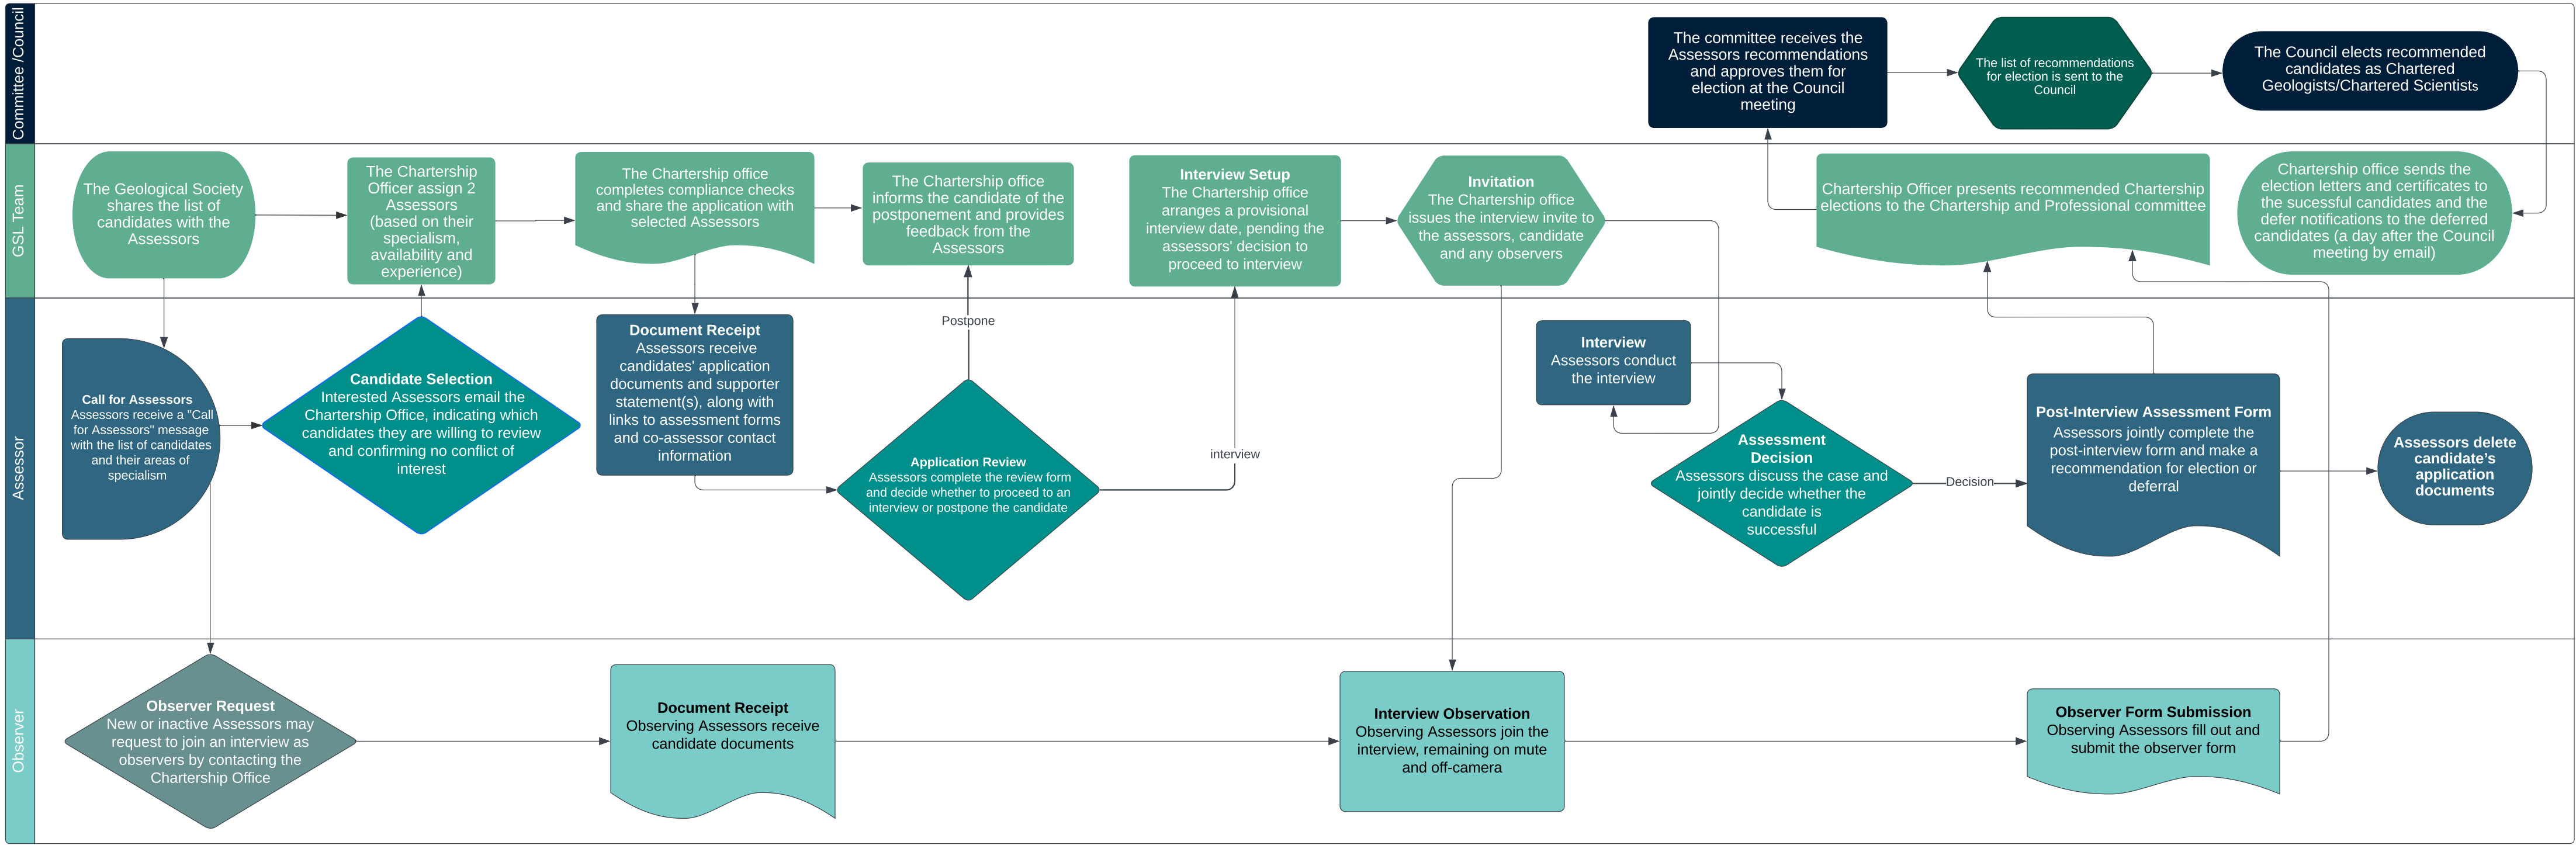 Committee /Council
The committee receives the
Assessors recommendations
and approves them for
election at the Council
meeting
The list of recommendations
for election is sent to the
Council
The Council elects recommended
candidates as Chartered
Geologists/Chartered Scientists
GSL Team
The Geological Society
shares the list of
candidates with the
Assessors
The Chartership
Officer assign 2
Assessors
(based on their
specialism,
availability and
experience)
The Chartership office
completes compliance checks
and share the application with
selected Assessors
The Chartership office
informs the candidate of the
postponement and provides
feedback from the
Assessors
Interview Setup
The Chartership office
arranges a provisional
interview date, pending the
assessors' decision to
proceed to interview
Invitation
The Chartership office
issues the interview invite to
the assessors, candidate
and any observers
Chartership Officer presents recommended Chartership
elections to the Chartership and Professional committee
Chartership office sends the
election letters and certificates to
the sucessful candidates and the
defer notifications to the deferred
candidates (a day after the Council
meeting by email)
Assessor
Call for Assessors
Assessors receive a "Call
for Assessors" message
with the list of candidates
and their areas of
specialism
Candidate Selection
Interested Assessors email the
Chartership Office, indicating which
candidates they are willing to review
and confirming no conflict of
interest
Document Receipt
Assessors receive
candidates' application
documents and supporter
statement(s), along with
links to assessment forms
and co-assessor contact
information
Postpone
Application Review
Assessors complete the review form
and decide whether to proceed to an
interview or postpone the candidate
interview
Interview
Assessors conduct
the interview
Assessment
Decision
Assessors discuss the case and
jointly decide whether the
candidate is
successful
Decision
Post-Interview Assessment Form
Assessors jointly complete the
post-interview form and make a
recommendation for election or
deferral
Assessors delete
candidate’s
application
documents
Observer
Observer Request
New or inactive Assessors may
request to join an interview as
observers by contacting the
Chartership Office
Document Receipt
Observing Assessors receive
candidate documents
Interview Observation
Observing Assessors join the
interview, remaining on mute
and off-camera
Observer Form Submission
Observing Assessors fill out and
submit the observer form